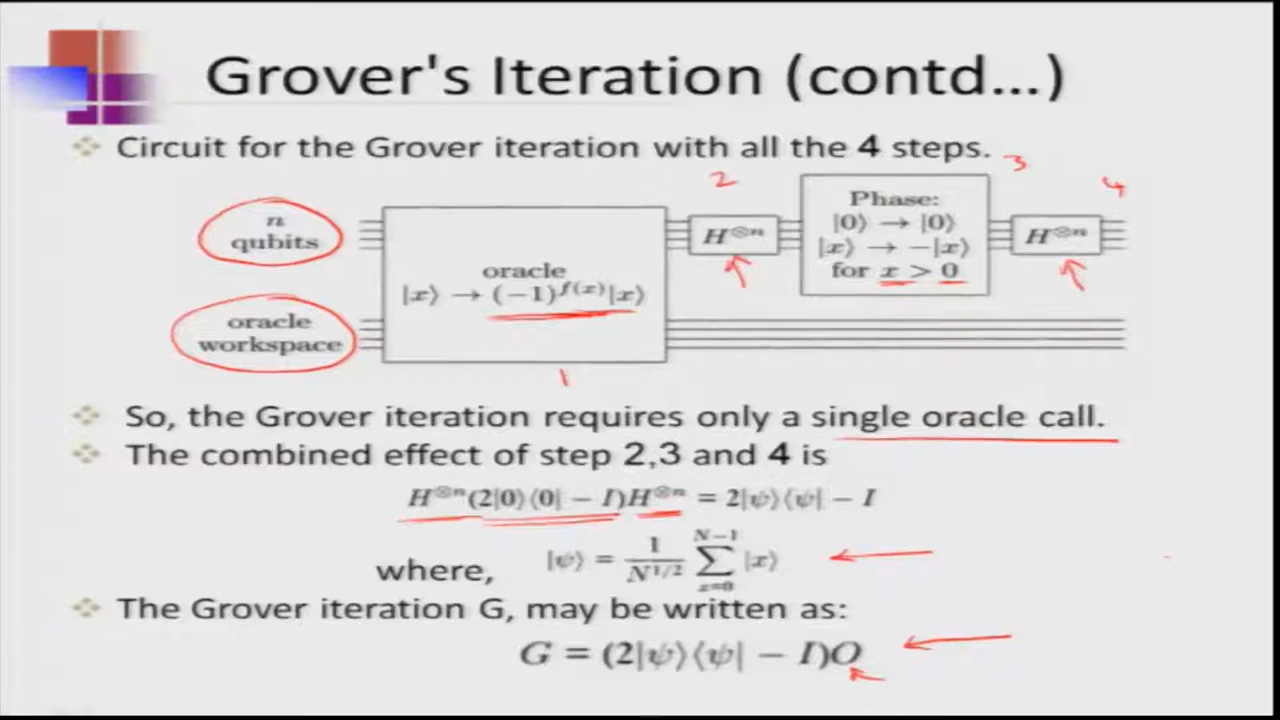 Grover's Iteration (contd...)
Circuit for the Grover iteration with all the 4 steps.
2
3
4
n
qubits
oracle
workspace
oracle
|x⟩ → (−1)^{f(x)}|x⟩
H^{⊗n}
Phase:
|0⟩ → |0⟩
|x⟩ → −|x⟩
for x > 0
H^{⊗n}
1
So, the Grover iteration requires only a single oracle call.
The combined effect of step 2,3 and 4 is
H^{⊗n}(2|0⟩⟨0| − I)H^{⊗n} = 2|ψ⟩⟨ψ| − I
where, |ψ⟩ = \frac{1}{N^{1/2}} \sum_{x=0}^{N−1} |x⟩
The Grover iteration G, may be written as:
G = (2|ψ⟩⟨ψ| − I)O